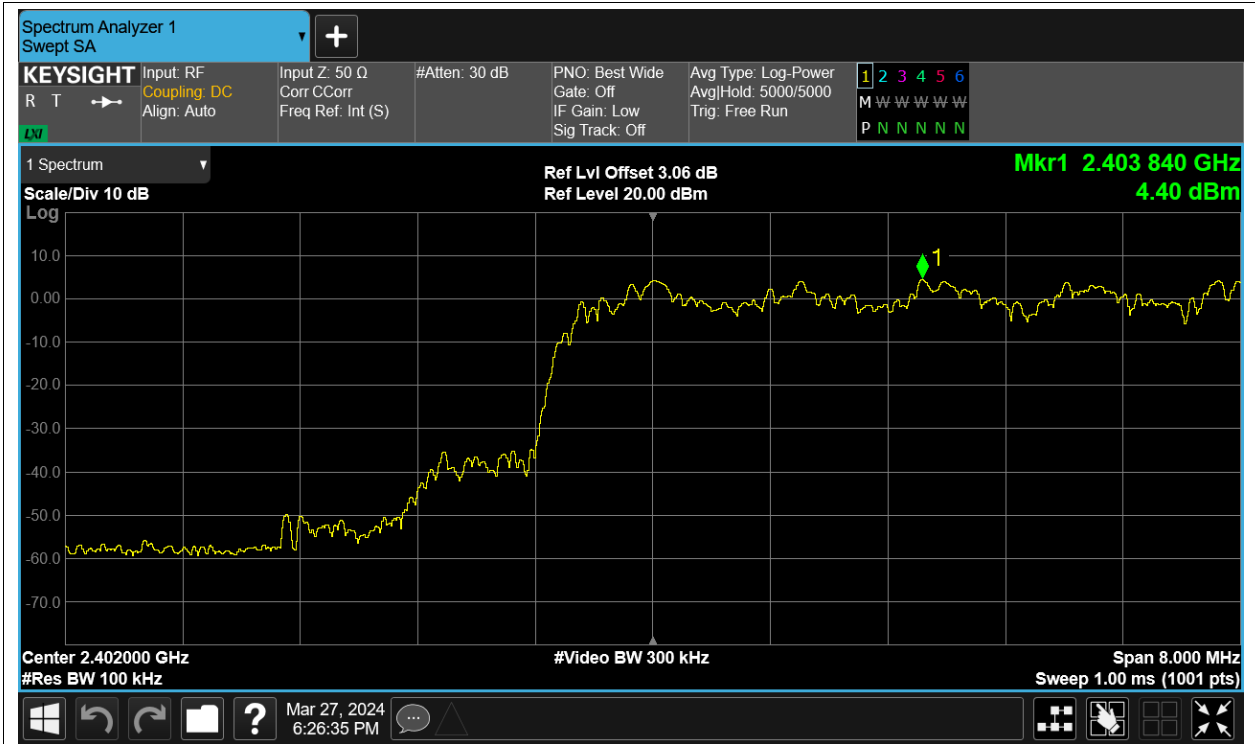 Spectrum Analyzer 1
Swept SA
+
KEYSIGHT
R T
LXI
Input: RF
Coupling: DC
Align: Auto
Input Z: 50 Ω
Corr CCorr
Freq Ref: Int (S)
#Atten: 30 dB
PNO: Best Wide
Gate: Off
IF Gain: Low
Sig Track: Off
Avg Type: Log-Power
Avg|Hold: 5000/5000
Trig: Free Run
1 2 3 4 5 6
M W W W W W
P N N N N N
1 Spectrum
Scale/Div 10 dB
Log
Ref Lvl Offset 3.06 dB
Ref Level 20.00 dBm
Mkr1 2.403 840 GHz
4.40 dBm
1
10.0
0.00
-10.0
-20.0
-30.0
-40.0
-50.0
-60.0
-70.0
Center 2.402000 GHz
#Res BW 100 kHz
#Video BW 300 kHz
Span 8.000 MHz
Sweep 1.00 ms (1001 pts)
?
Mar 27, 2024
6:26:35 PM